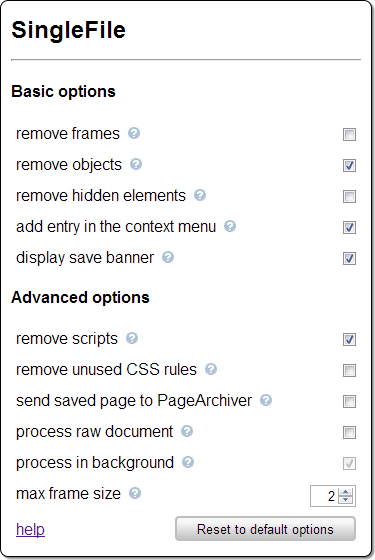 SingleFile
Basic options
remove frames ?
remove objects ?
remove hidden elements ?
add entry in the context menu ?
display save banner ?
Advanced options
remove scripts ?
remove unused CSS rules ?
send saved page to PageArchiver ?
process raw document ?
process in background ?
max frame size ? 2
help Reset to default options